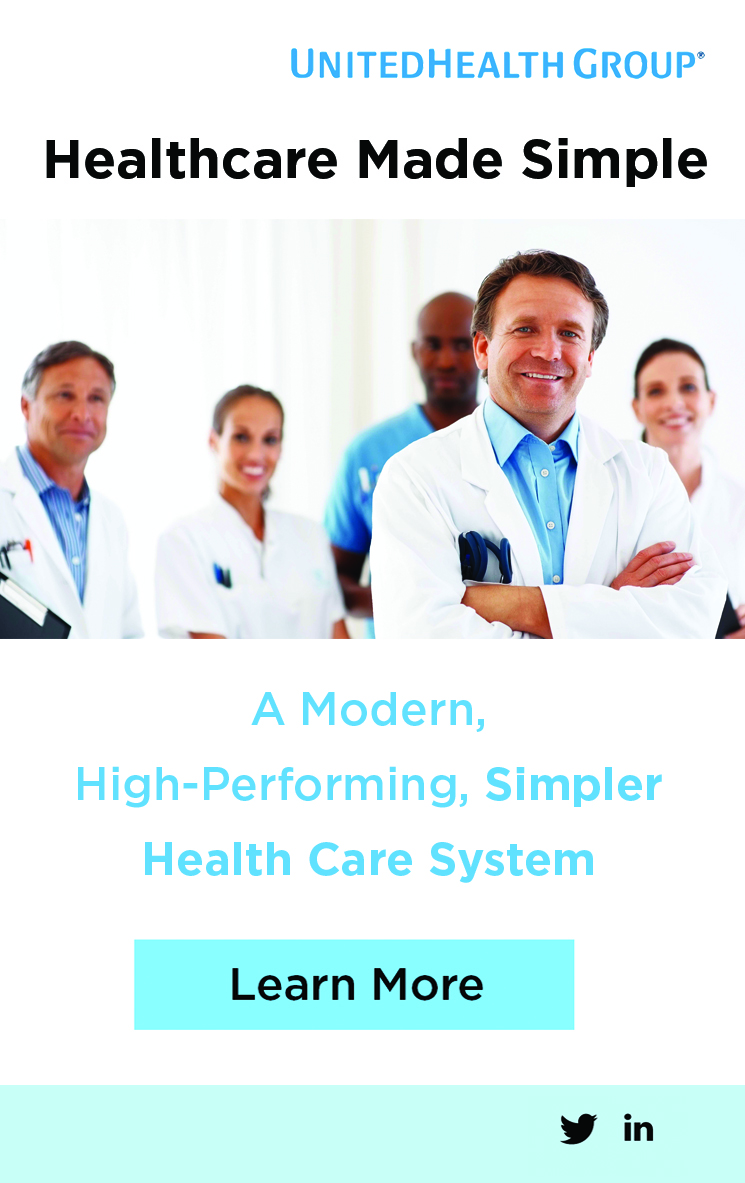 UNITEDHEALTH GROUP®
Healthcare Made Simple
A Modern,
High-Performing, Simpler
Health Care System
Learn More
in